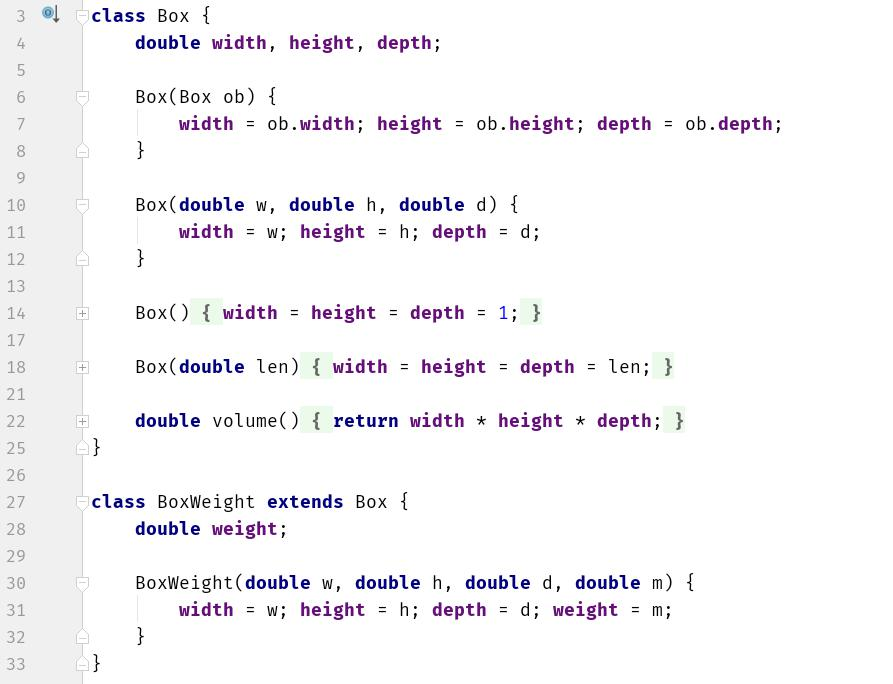 3 class Box {
4     double width, height, depth;
5
6     Box(Box ob) {
7         width = ob.width; height = ob.height; depth = ob.depth;
8     }
9
10     Box(double w, double h, double d) {
11         width = w; height = h; depth = d;
12     }
13
14     Box() { width = height = depth = 1; }
17
18     Box(double len) { width = height = depth = len; }
21
22     double volume() { return width * height * depth; }
25 }
26
27 class BoxWeight extends Box {
28     double weight;
29
30     BoxWeight(double w, double h, double d, double m) {
31         width = w; height = h; depth = d; weight = m;
32     }
33 }